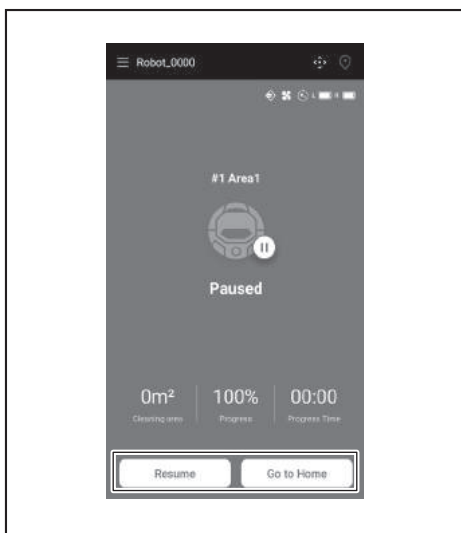 Robot_0000
L R
#1 Area1
Paused
0m² 100% 00:00
Cleaning area Progress Progress Time
Resume Go to Home